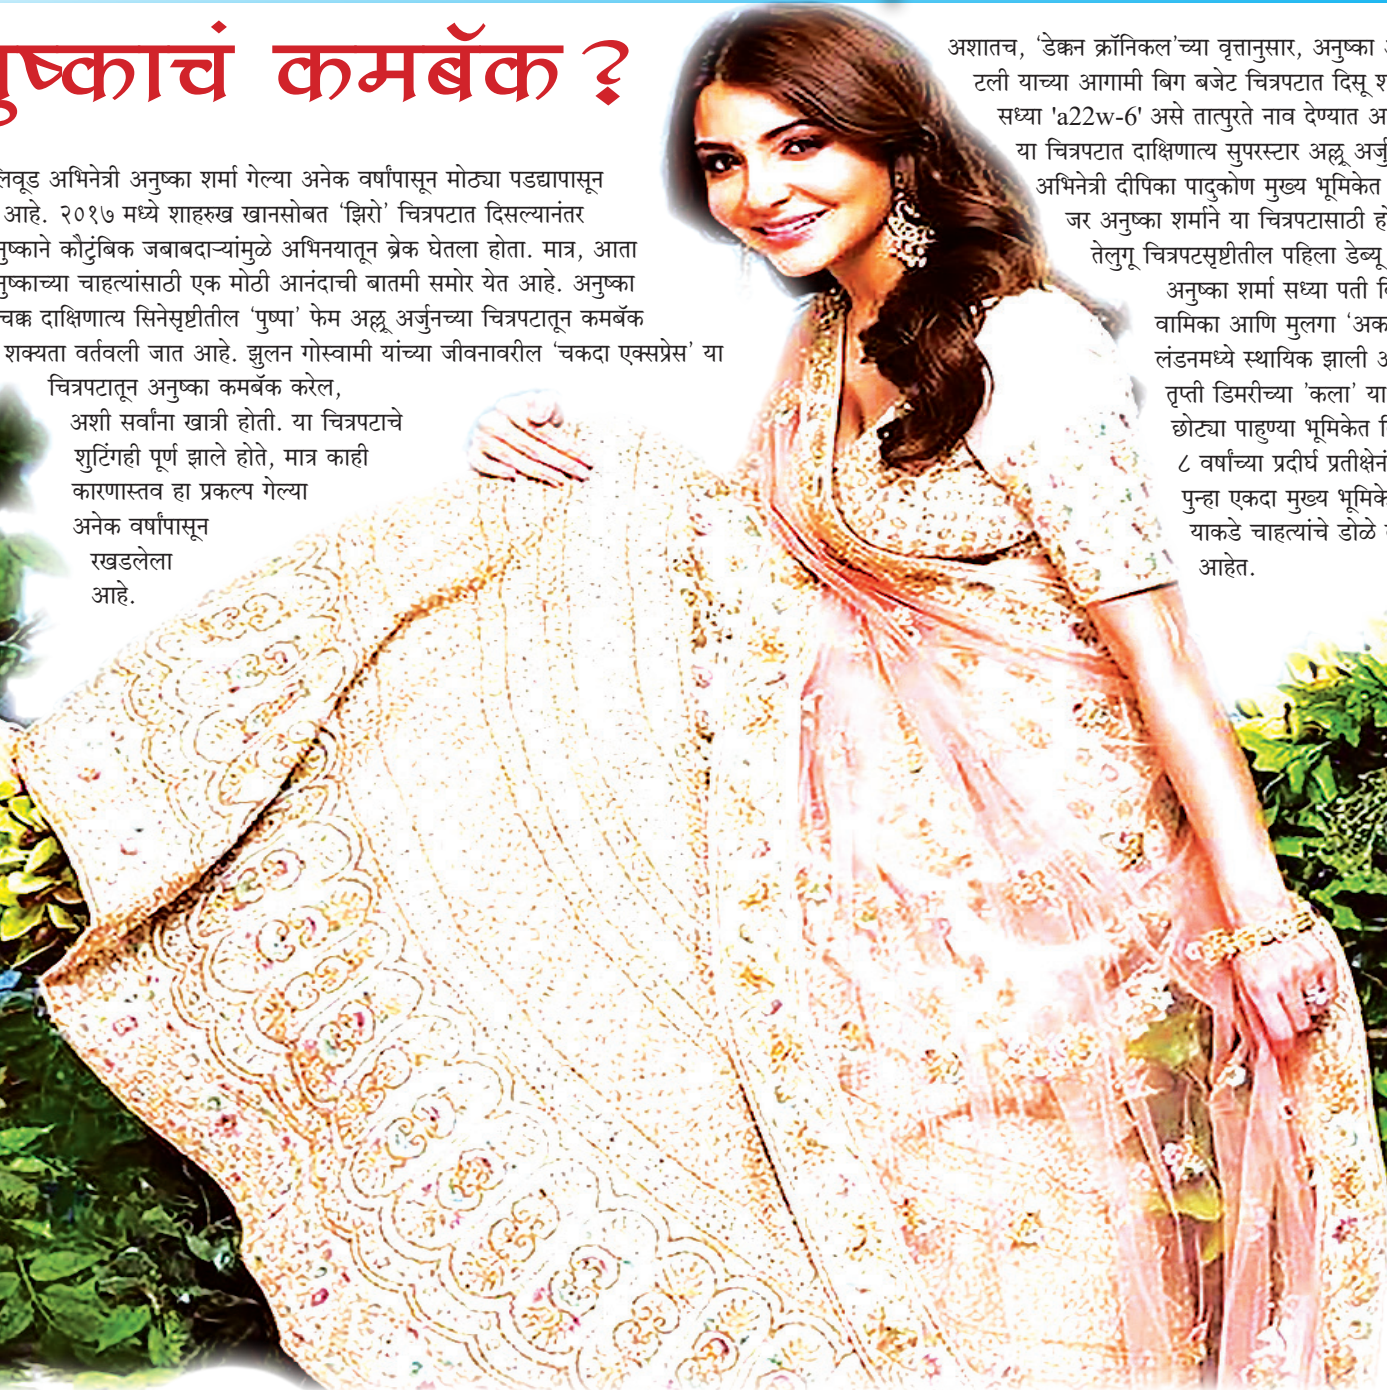 नुष्काचं कमबॅक ?
लिवूड अभिनेत्री अनुष्का शर्मा गेल्या अनेक वर्षांपासून मोठ्या पडद्यापासून
आहे. २०१७ मध्ये शाहरुख खानसोबत ‘झिरो’ चित्रपटात दिसल्यानंतर
नुष्काने कौटुंबिक जबाबदाऱ्यांमुळे अभिनयातून ब्रेक घेतला होता. मात्र, आता
नुष्काच्या चाहत्यांसाठी एक मोठी आनंदाची बातमी समोर येत आहे. अनुष्का
चक्क दाक्षिणात्य सिनेसृष्टीतील ‘पुष्पा’ फेम अल्लू अर्जुनच्या चित्रपटातून कमबॅक
शक्यता वर्तवली जात आहे. झुलन गोस्वामी यांच्या जीवनावरील ‘चकदा एक्सप्रेस’ या
चित्रपटातून अनुष्का कमबॅक करेल,
अशी सर्वांना खात्री होती. या चित्रपटाचे
शुटिंगही पूर्ण झाले होते, मात्र काही
कारणास्तव हा प्रकल्प गेल्या
अनेक वर्षांपासून
रखडलेला
आहे.
अशातच, ‘डेक्कन क्रॉनिकल’च्या वृत्तानुसार, अनुष्का
टली याच्या आगामी बिग बजेट चित्रपटात दिसू
सध्या 'a22w-6' असे तात्पुरते नाव देण्यात
या चित्रपटात दाक्षिणात्य सुपरस्टार अल्लू
अभिनेत्री दीपिका पादुकोण मुख्य भूमिकेत
जर अनुष्का शर्माने या चित्रपटासाठी
तेलुगू चित्रपटसृष्टीतील पहिला डेब्यू
अनुष्का शर्मा सध्या पती
वामिका आणि मुलगा ‘अक
लंडनमध्ये स्थायिक झाली
तृप्ती डिमरीच्या 'कला' या
छोट्या पाहुण्या भूमिकेत
८ वर्षांच्या प्रदीर्घ
पुन्हा एकदा मुख्य
याकडे चाहत्यांचे डोळे
आहेत.